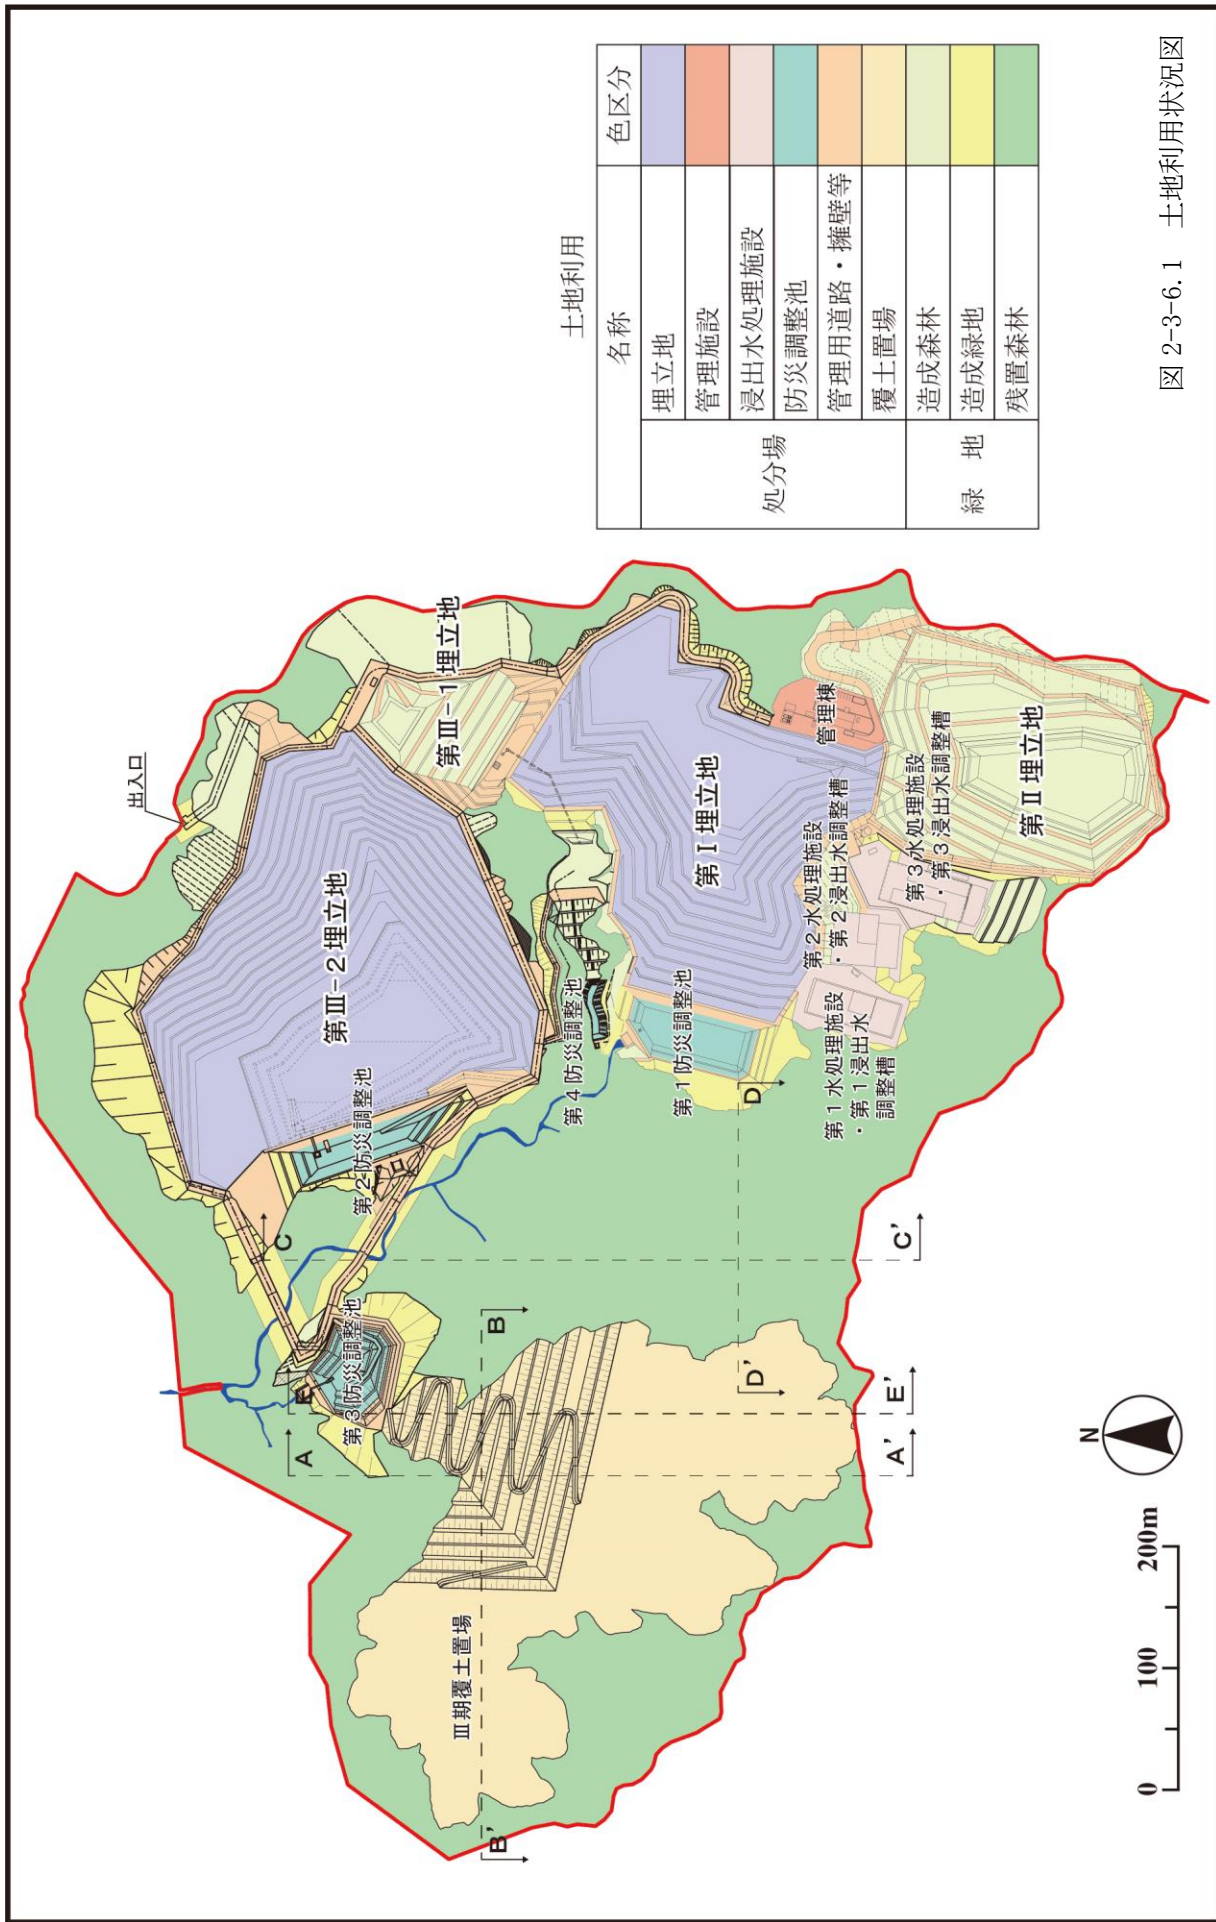 出入口
第Ⅲ-2埋立地
第Ⅲ-1埋立地
第2防災調整池
第3防災調整池
第4防災調整池
第Ⅰ埋立地
第1防災調整池
管理棟
第2水処理施設
・第2浸出水調整槽
第3水処理施設
・第3浸出水調整槽
第1水処理施設
・第1浸出水
調整槽
第Ⅱ埋立地
Ⅲ期覆土置場
A
A'
B
B'
C
C'
D
D'
E
E'
N
0 100 200m
土地利用
名称 色区分
処分場
埋立地
管理施設
浸出水処理施設
防災調整池
管理用道路・擁壁等
覆土置場
緑 地
造成森林
造成緑地
残置森林
図 2-3-6.1 土地利用状況図